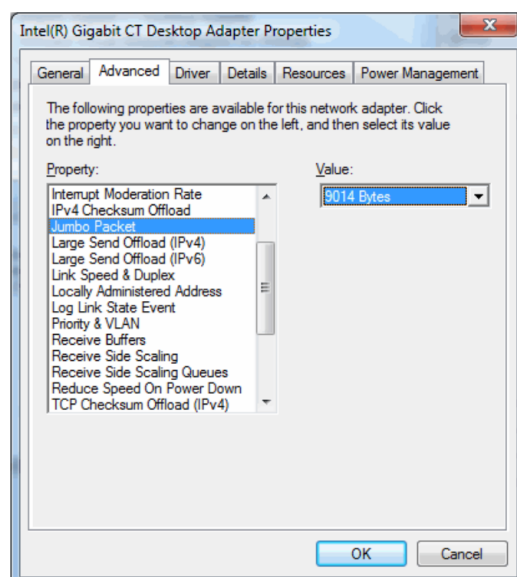 Intel(R) Gigabit CT Desktop Adapter Properties
General Advanced Driver Details Resources Power Management
The following properties are available for this network adapter. Click
the property you want to change on the left, and then select its value
on the right.
Property: Value:
Interrupt Moderation Rate 9014 Bytes
IPv4 Checksum Offload
Jumbo Packet
Large Send Offload (IPv4)
Large Send Offload (IPv6)
Link Speed & Duplex
Locally Administered Address
Log Link State Event
Priority & VLAN
Receive Buffers
Receive Side Scaling
Receive Side Scaling Queues
Reduce Speed On Power Down
TCP Checksum Offload (IPv4)
OK Cancel